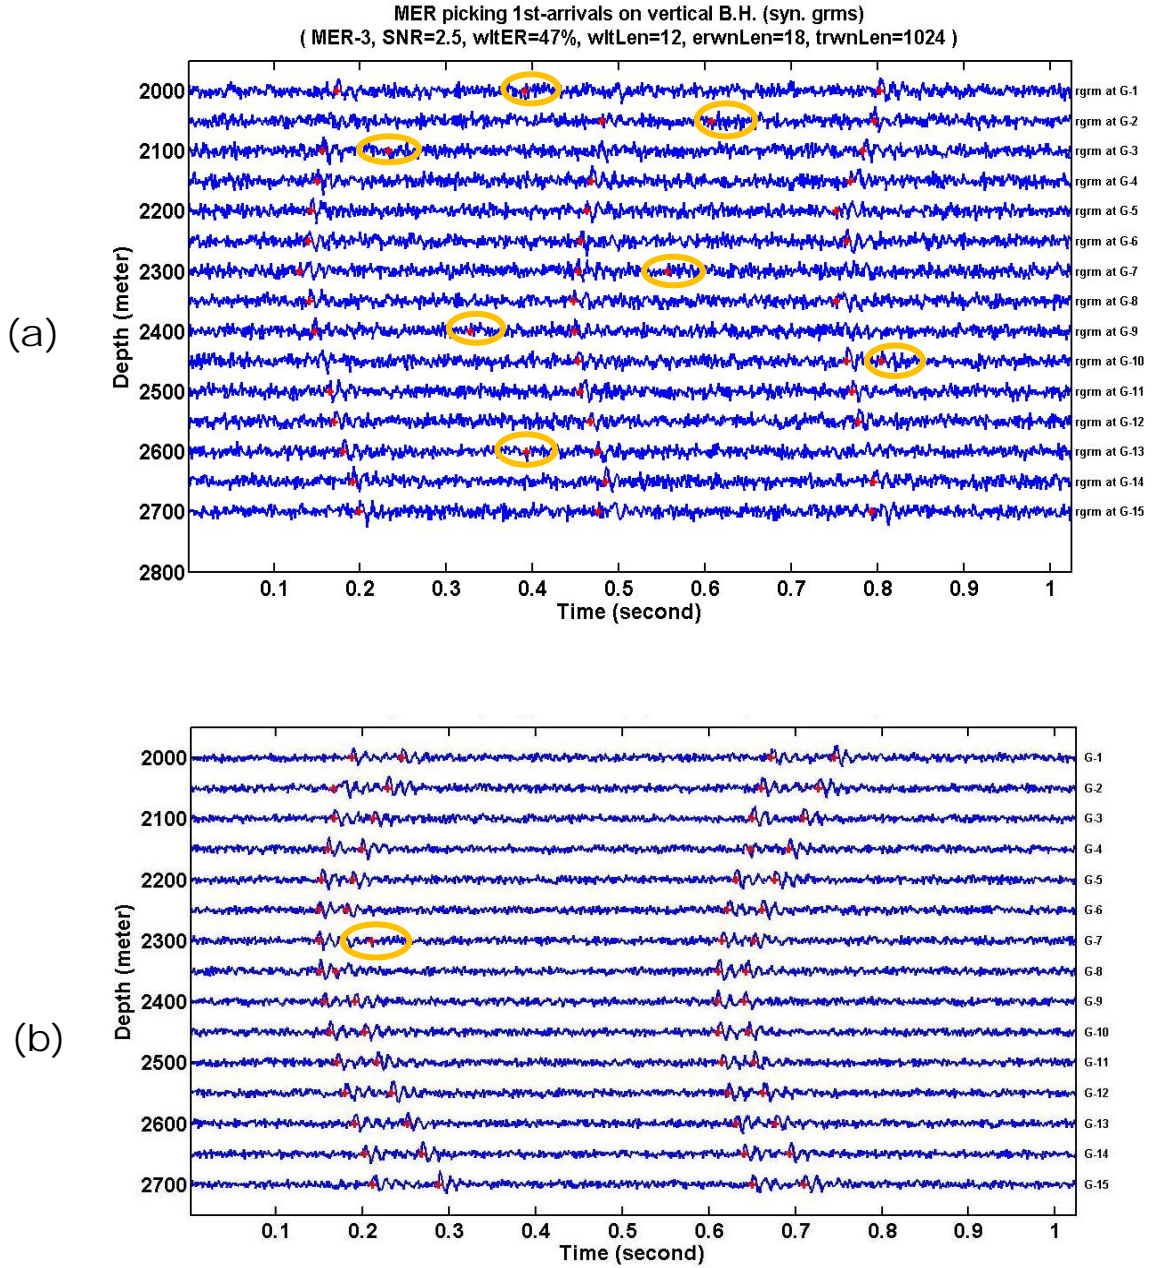 MER picking 1st-arrivals on vertical B.H. (syn. grms)
( MER-3, SNR=2.5, wltER=47%, wltLen=12, erwnLen=18, trwnLen=1024 )
(a)
Depth (meter)
2000
2100
2200
2300
2400
2500
2600
2700
2800
rgrm at G-1
rgrm at G-2
rgrm at G-3
rgrm at G-4
rgrm at G-5
rgrm at G-6
rgrm at G-7
rgrm at G-8
rgrm at G-9
rgrm at G-10
rgrm at G-11
rgrm at G-12
rgrm at G-13
rgrm at G-14
rgrm at G-15
0.1 0.2 0.3 0.4 0.5 0.6 0.7 0.8 0.9 1
Time (second)
(b)
Depth (meter)
2000
2100
2200
2300
2400
2500
2600
2700
G-1
G-2
G-3
G-4
G-5
G-6
G-7
G-8
G-9
G-10
G-11
G-12
G-13
G-14
G-15
0.1 0.2 0.3 0.4 0.5 0.6 0.7 0.8 0.9 1
Time (second)